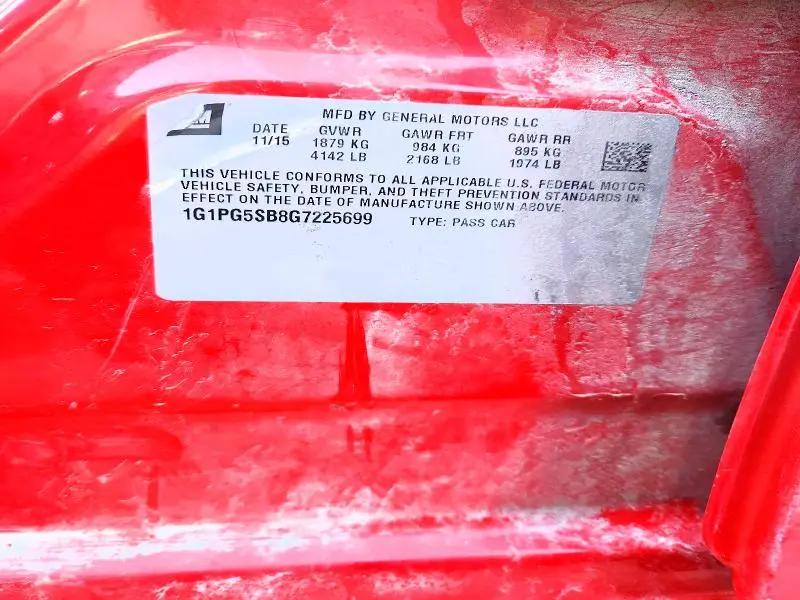 GM
MFD BY GENERAL MOTORS LLC
DATE GVWR GAWR FRT GAWR RR
11/15 1879 KG 984 KG 895 KG
4142 LB 2168 LB 1974 LB
THIS VEHICLE CONFORMS TO ALL APPLICABLE U.S. FEDERAL MOTOR
VEHICLE SAFETY, BUMPER, AND THEFT PREVENTION STANDARDS IN
EFFECT ON THE DATE OF MANUFACTURE SHOWN ABOVE.
1G1PG5SB8G7225699 TYPE: PASS CAR